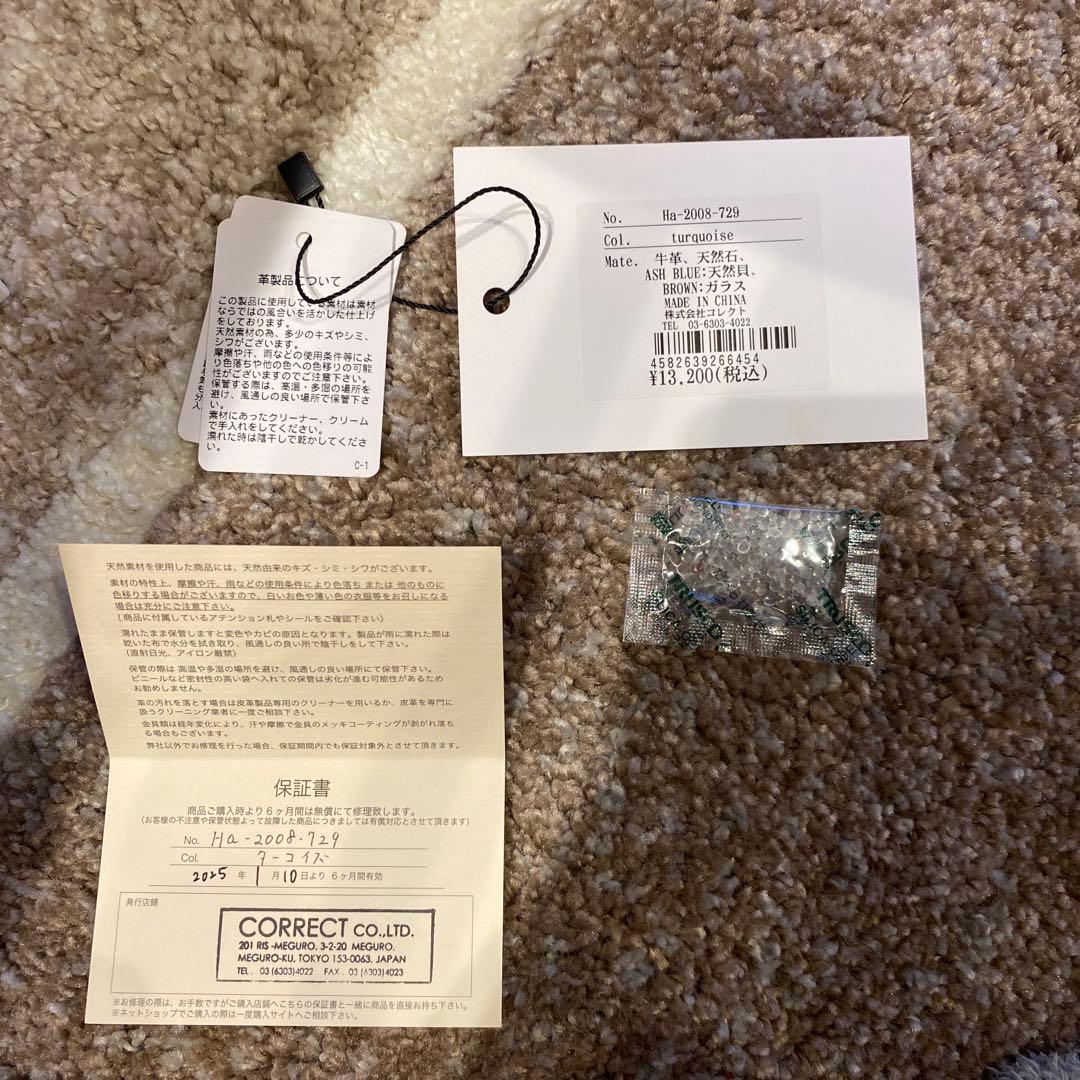 革製品について
この製品に使用している素材は素材
ならではの風合いを活かした仕上げ
をしております。
天然素材の為、多少のキズやシミ、
シワがございます。
摩擦や汗、雨などの使用条件等によ
り色落ちや他の色への色移りの可能
性がございますのでご注意下さい。
保管する際は、高温・多湿の場所を
避け、風通しの良い場所で保管下さ
い。
素材にあったクリーナー、クリーム
で手入れをしてください。
濡れた時は陰干しで乾かしてくださ
い。
C-1
No. Ha-2008-729
Col. turquoise
Mate. 牛革、天然石、
ASH BLUE:天然貝、
BROWN:ガラス
MADE IN CHINA
株式会社コレクト
TEL 03-6303-4022
4582639266454
¥13,200(税込)
天然素材を使用した商品には、天然由来のキズ・シミ・シワがございます。
素材の特性上、摩擦や汗、雨などの使用条件により色落ち または 他のものに
色移りする場合がございますので、白いお色や薄い色の衣服等をお召しになる
場合は充分にご注意下さい。
(商品に付属しているアテンション札やシールをご確認下さい)
濡れたまま保管しますと変色やカビの原因となります。製品が雨に濡れた際は
乾いた布で水分を拭き取り、風通しの良い所で陰干しをして下さい。
(直射日光、アイロン厳禁)
保管の際は 高温や多湿の場所を避け、風通しの良い場所にて保管下さい。
ビニールなど密封性の高い袋へ入れての保管は劣化が進む可能性があるため
お勧めしません。
革の汚れを落とす場合は皮革製品専用のクリーナーを用いるか、皮革を専門に
扱うクリーニング業者に一度ご相談下さい。
金具類は経年変化により、汗や摩擦で金具のメッキコーティングが剥がれ落ち
る場合もございます。
弊社以外でお修理を行った場合、保証期間内でも保証対象外とさせて頂きます。
保証書
商品ご購入時より6ヶ月間は無償にて修理致します。
(お客様の不注意や保管状態よって故障した商品につきましては有償対応とさせて頂きます)
No. Ha-2008-729
Col. ターコイズ
2025 年 1 月 10 日より 6ヶ月間有効
発行店舗
CORRECT CO.,LTD.
201 RIS -MEGURO, 3-2-20 MEGURO,
MEGURO-KU, TOKYO 153-0063, JAPAN
TEL. 03 (6303)4022 FAX. 03 (6303)4023
※お修理の際は、お手数ですがご購入店舗へこちらの保証書と一緒に商品を直接お持ち下さい。
※ネットショップでご購入の際は一度購入サイトへご相談下さい。